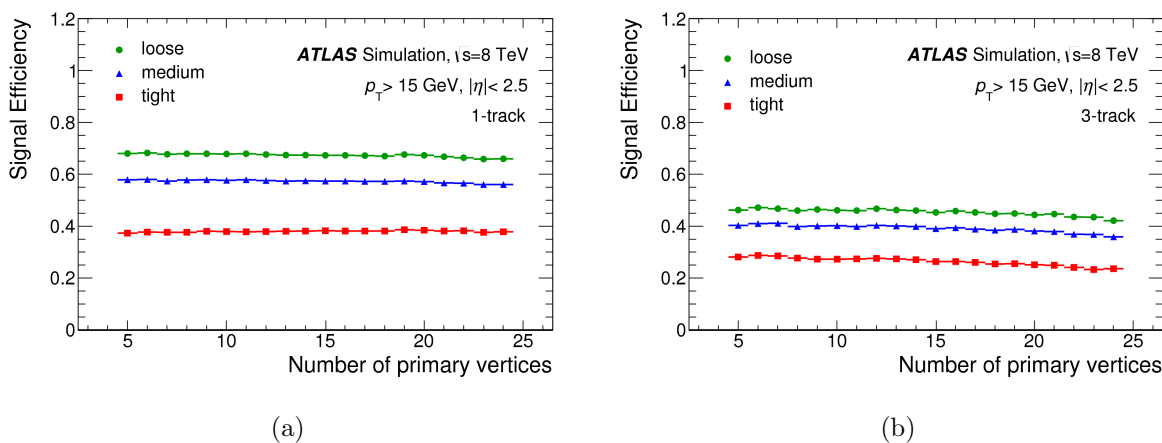 Signal Efficiency
1.2
1
0.8
0.6
0.4
0.2
0
loose
medium
tight
ATLAS Simulation, √s=8 TeV
pT> 15 GeV, |η|< 2.5
1-track
5 10 15 20 25
Number of primary vertices
(a)
Signal Efficiency
1.2
1
0.8
0.6
0.4
0.2
0
loose
medium
tight
ATLAS Simulation, √s=8 TeV
pT> 15 GeV, |η|< 2.5
3-track
5 10 15 20 25
Number of primary vertices
(b)